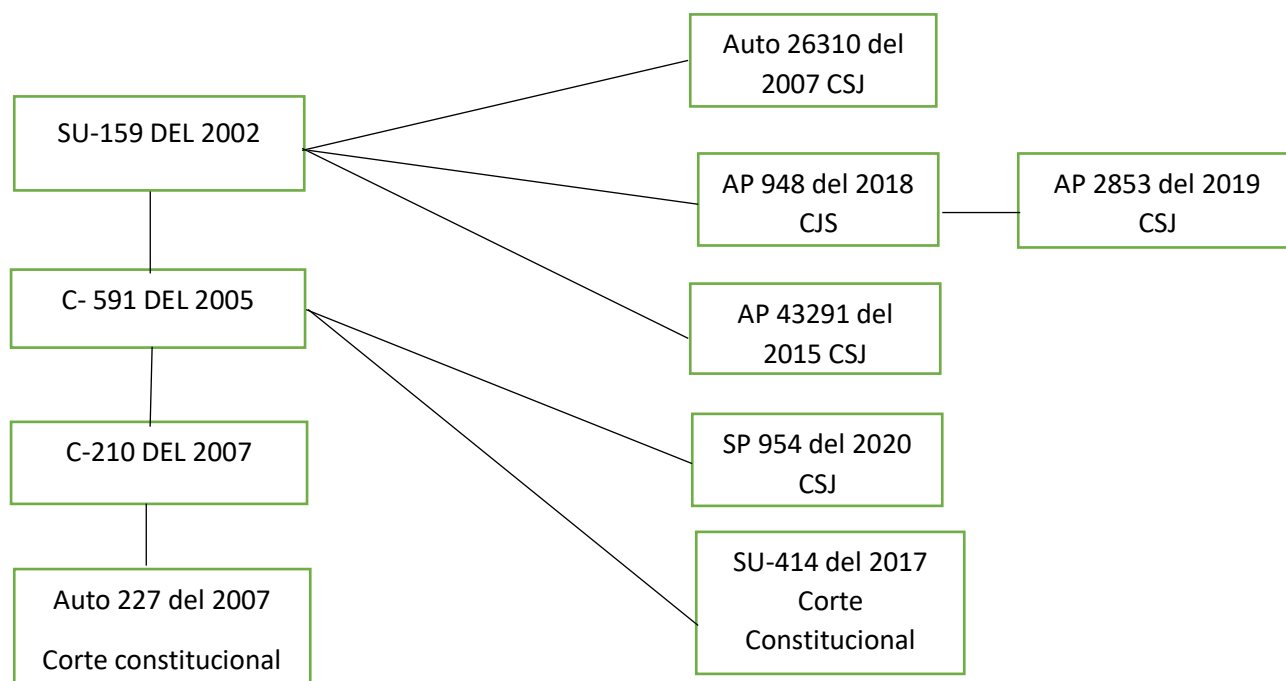 SU-159 DEL 2002
C- 591 DEL 2005
C-210 DEL 2007
Auto 227 del 2007
Corte constitucional
Auto 26310 del
2007 CSJ
AP 948 del 2018
CJS
AP 2853 del 2019
CSJ
AP 43291 del
2015 CSJ
SP 954 del 2020
CSJ
SU-414 del 2017
Corte
Constitucional